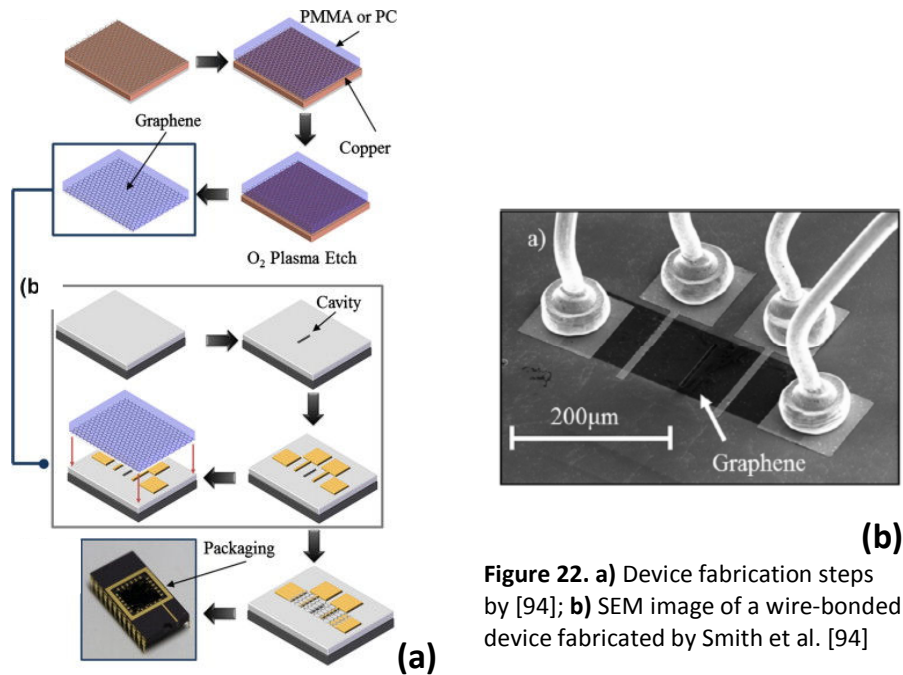 PMMA or PC
Graphene
Copper
O₂ Plasma Etch
(b
Cavity
Packaging
(a)
a)
200μm
Graphene
(b)
Figure 22. a) Device fabrication steps
by [94]; b) SEM image of a wire-bonded
device fabricated by Smith et al. [94]